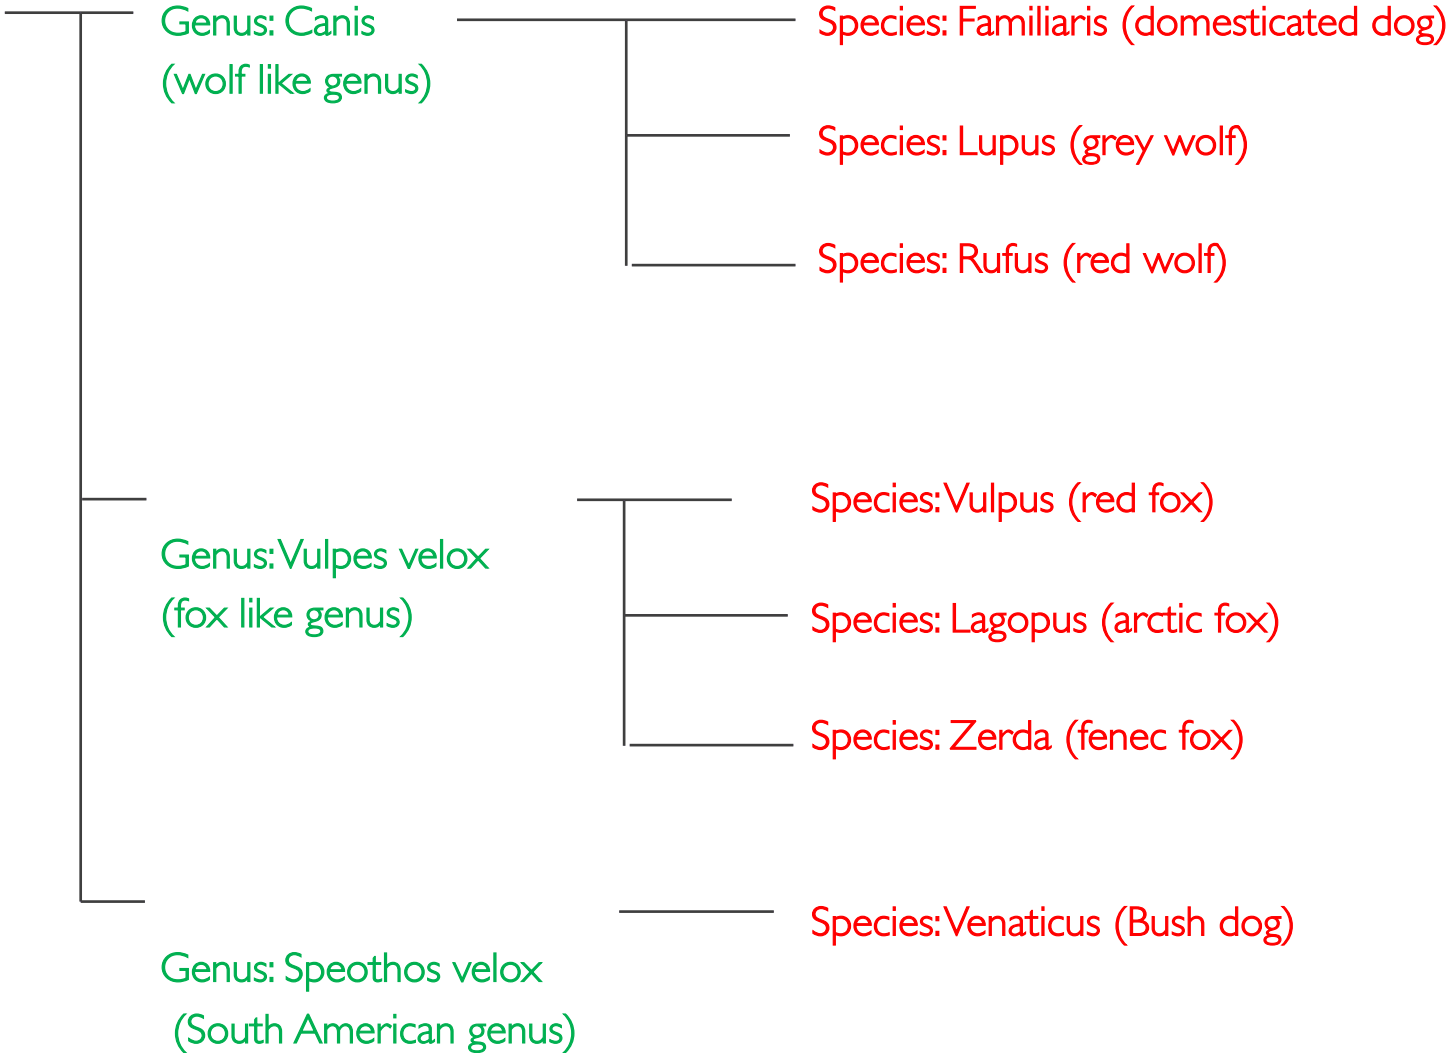 Genus: Canis
(wolf like genus)
Species: Familiaris (domesticated dog)
Species: Lupus (grey wolf)
Species: Rufus (red wolf)
Genus: Vulpes velox
(fox like genus)
Species: Vulpus (red fox)
Species: Lagopus (arctic fox)
Species: Zerda (fenec fox)
Genus: Speothos velox
(South American genus)
Species: Venaticus (Bush dog)